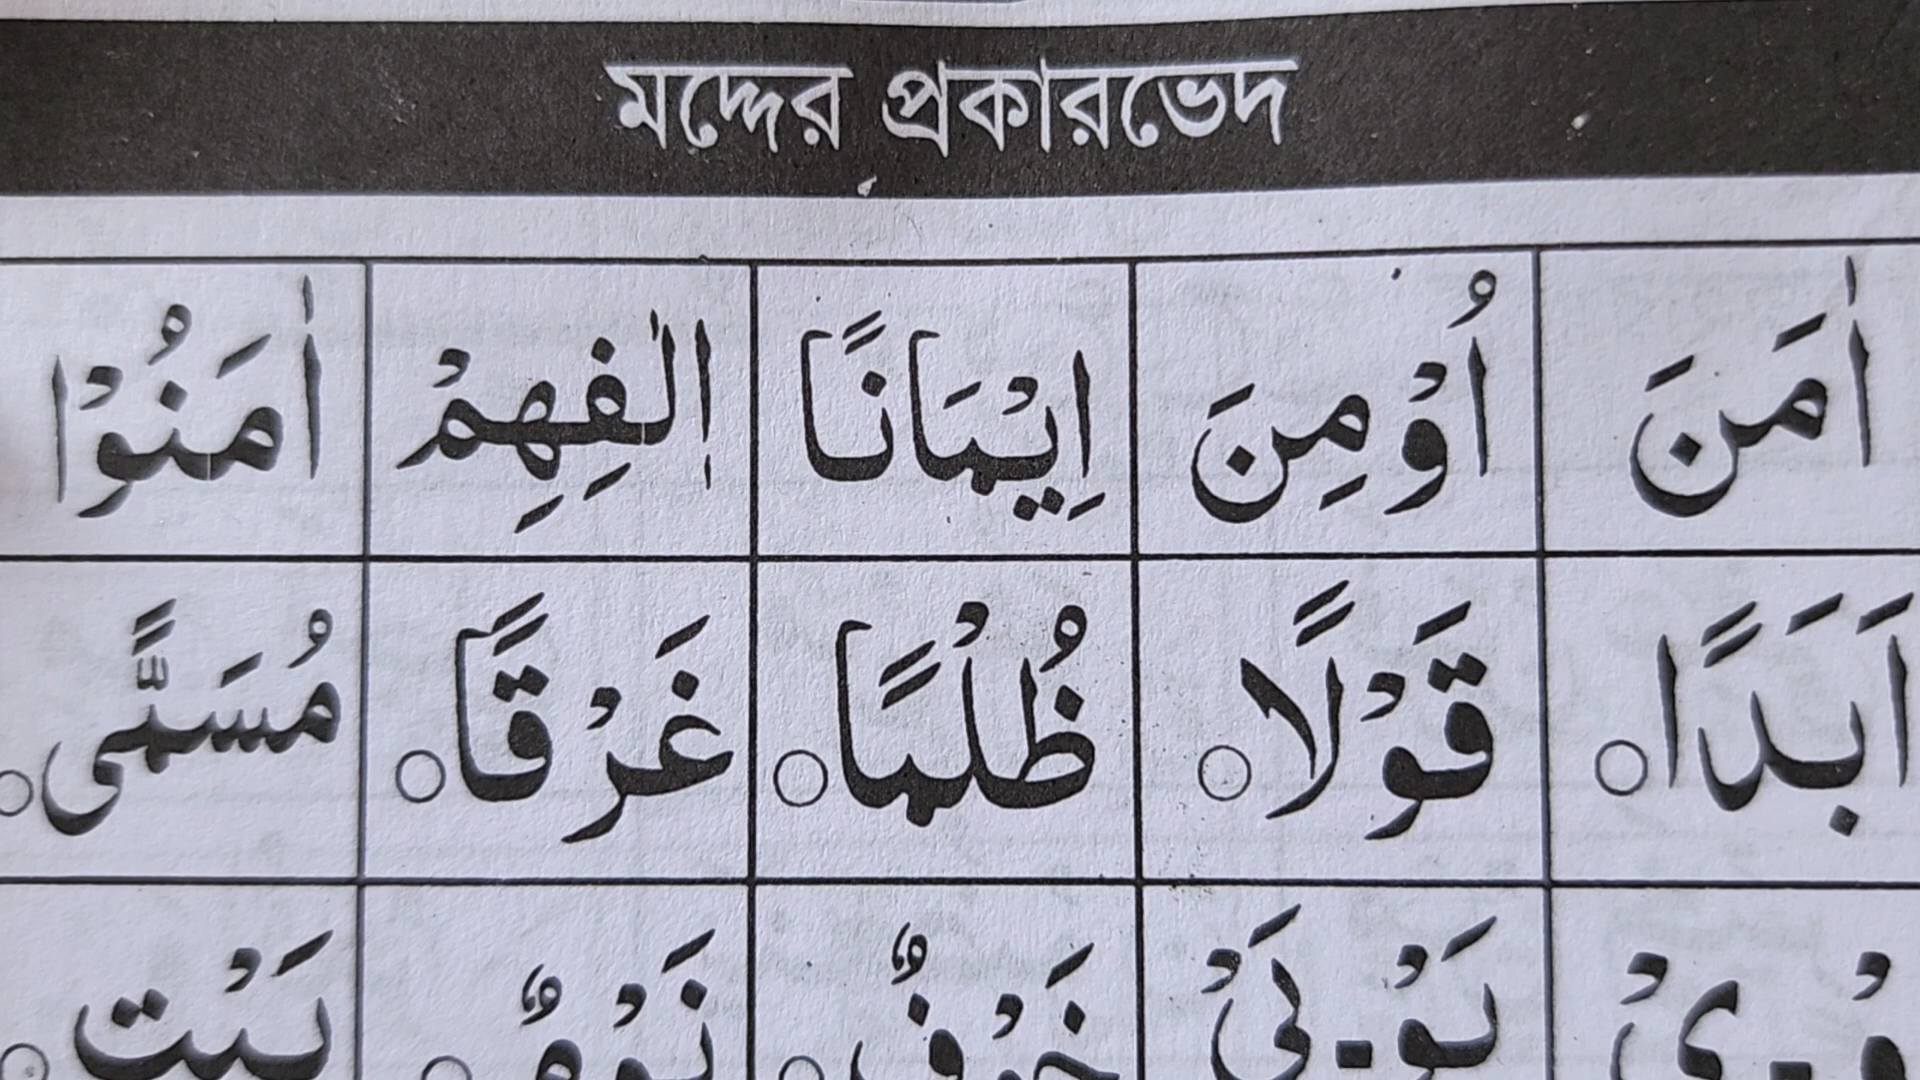 মদ্দের প্রকারভেদ
اٰمَنَ اُوْمِنَ اِيْمَانًا اٖلٰفِهِمْ اٰمَنُوْا
اَبَدًا ○ قَوْلًا ○ ظُلْمًا ○ غَرْقًا ○ مُسَمًّى ○
وْ۔ىْ بَوْ۔بَىْ خَوْفٌ ○ نَوْمٌ ○ بَيْت ○